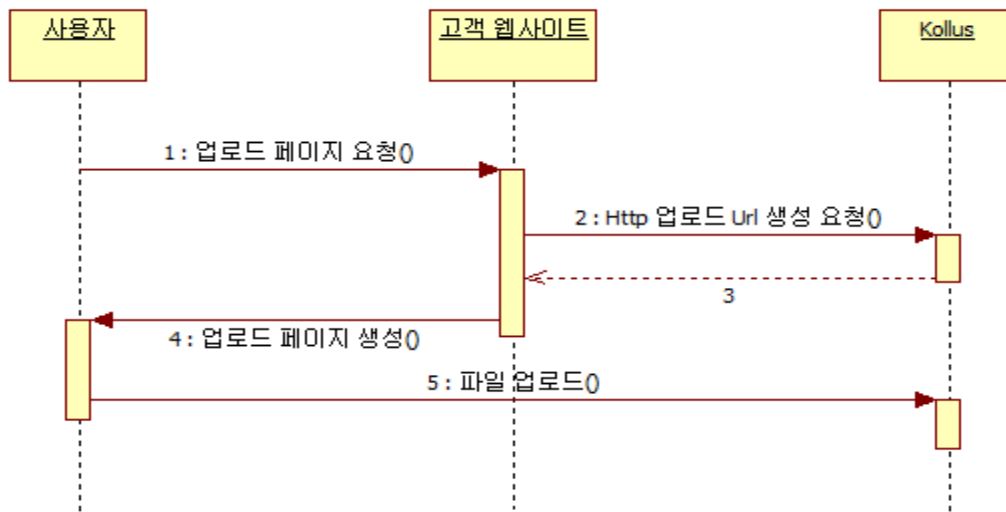 사용자
고객 웹사이트
Kollus
1 : 업로드 페이지 요청()
2 : Http 업로드 Url 생성 요청()
3
4 : 업로드 페이지 생성()
5 : 파일 업로드()